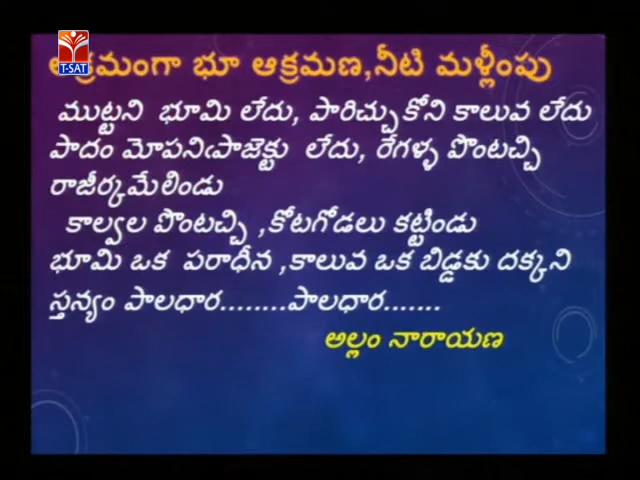 T-SAT
అక్రమంగా భూ ఆక్రమణ,నీటి మళ్లింపు
ముట్టని భూమి లేదు, పారిచ్చుకోని కాలువ లేదు
పాదం మోపని లేదు, రేగళ్ళ పొంటచ్చి
రాజీర్కమేలిండు
కాల్వల పొంటచ్చి ,కోటగోడలు కట్టిండు
భూమి ఒక పరాధీన ,కాలువ ఒక బిడ్డకు దక్కని
స్తన్యం పాలధార........పాలధార.......
అల్లం నారాయణ